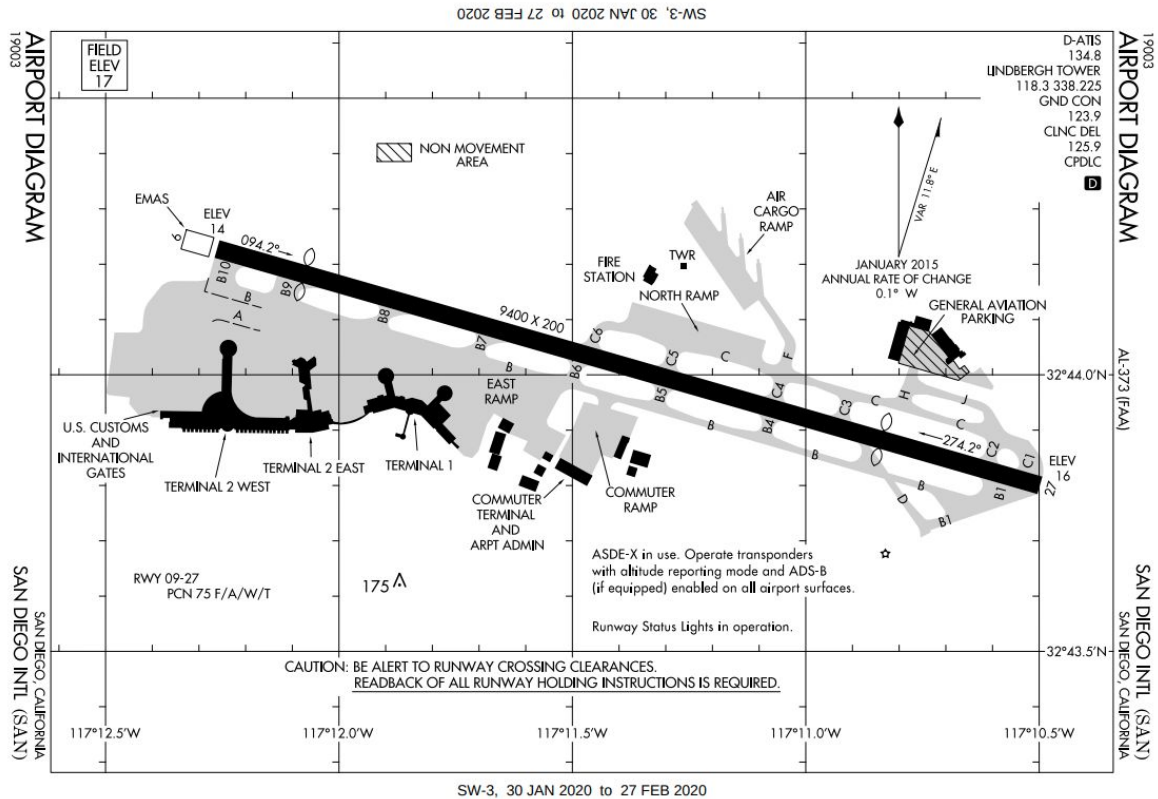 SW-3, 30 JAN 2020 to 27 FEB 2020
19003
AIRPORT DIAGRAM
19003
AIRPORT DIAGRAM
FIELD
ELEV
17
D-ATIS
134.8
LINDBERGH TOWER
118.3 338.225
GND CON
123.9
CLNC DEL
125.9
CPDLC
D
NON MOVEMENT
AREA
VAR 11.8° E
JANUARY 2015
ANNUAL RATE OF CHANGE
0.1° W
EMAS
9
ELEV
14
094.2°
AIR
CARGO
RAMP
TWR
FIRE
STATION
NORTH RAMP
GENERAL AVIATION
PARKING
9400 X 200
B10
B
A
B9
B8
B7
B
B6
C6
C5
C
F
B5
B
B4
C4
C3
C
H
J
C
C2
C1
274.2°
ELEV
16
27
B
B
D
B1
B1
EAST
RAMP
U.S. CUSTOMS
AND
INTERNATIONAL
GATES
TERMINAL 2 WEST
TERMINAL 2 EAST
TERMINAL 1
COMMUTER
TERMINAL
AND
ARPT ADMIN
COMMUTER
RAMP
32°44.0'N
AL-373 (FAA)
ASDE-X in use. Operate transponders
with altitude reporting mode and ADS-B
(if equipped) enabled on all airport surfaces.
Runway Status Lights in operation.
RWY 09-27
PCN 75 F/A/W/T
175
32°43.5'N
CAUTION: BE ALERT TO RUNWAY CROSSING CLEARANCES.
READBACK OF ALL RUNWAY HOLDING INSTRUCTIONS IS REQUIRED.
117°12.5'W
117°12.0'W
117°11.5'W
117°11.0'W
117°10.5'W
SAN DIEGO, CALIFORNIA
SAN DIEGO INTL (SAN)
SAN DIEGO, CALIFORNIA
SAN DIEGO INTL (SAN)
SW-3, 30 JAN 2020 to 27 FEB 2020